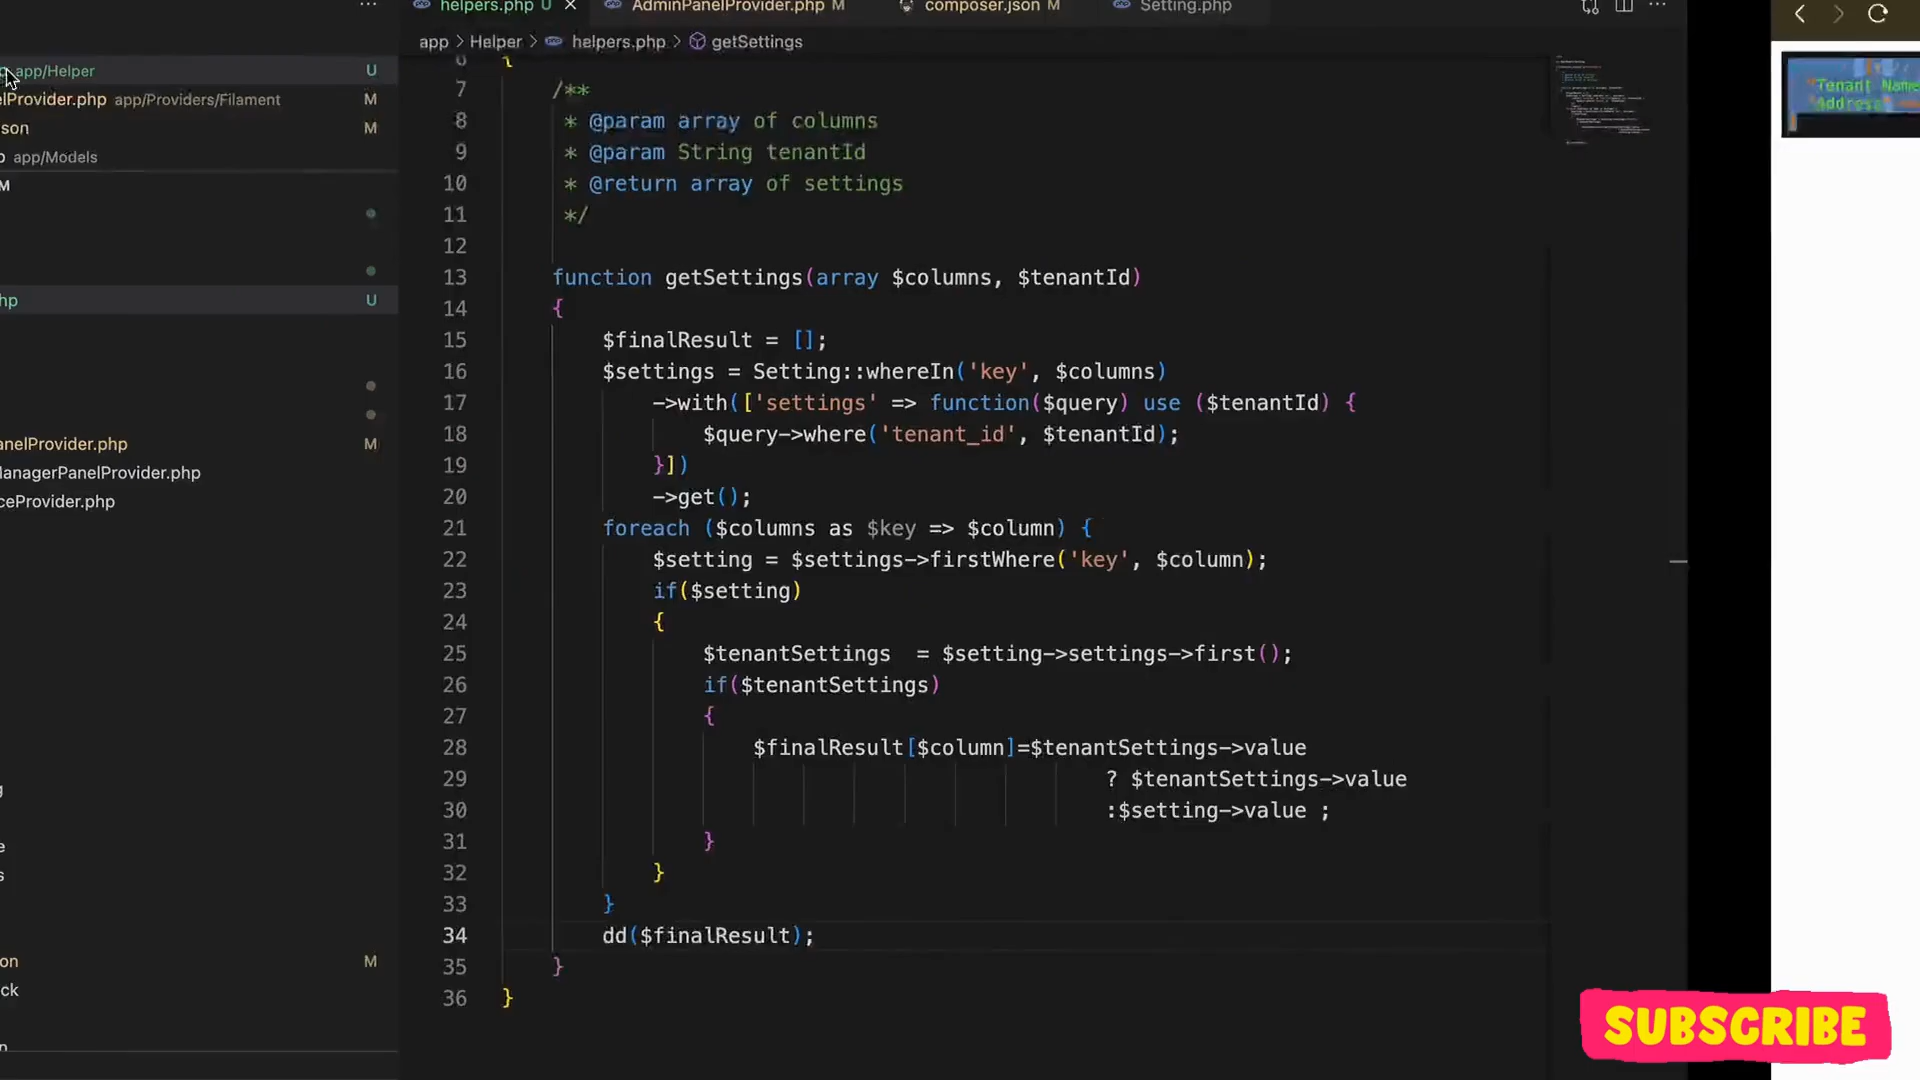 helpers.php U
AdminPanelProvider.php M
composer.json M
Setting.php
app > Helper > helpers.php > getSettings
app/Helper U
elProvider.php app/Providers/Filament M
son M
app/Models
M
hp U
anelProvider.php M
ManagerPanelProvider.php
ceProvider.php
g
e
s
on M
ck
n
6 {
7 /**
8 * @param array of columns
9 * @param String tenantId
10 * @return array of settings
11 */
12
13 function getSettings(array $columns, $tenantId)
14 {
15 $finalResult = [];
16 $settings = Setting::whereIn('key', $columns)
17 ->with(['settings' => function($query) use ($tenantId) {
18 $query->where('tenant_id', $tenantId);
19 }])
20 ->get();
21 foreach ($columns as $key => $column) {
22 $setting = $settings->firstWhere('key', $column);
23 if($setting)
24 {
25 $tenantSettings  = $setting->settings->first();
26 if($tenantSettings)
27 {
28 $finalResult[$column]=$tenantSettings->value
29 ? $tenantSettings->value
30 :$setting->value ;
31 }
32 }
33 }
34 dd($finalResult);
35 }
36 }
"Tenant Name
Address"
SUBSCRIBE